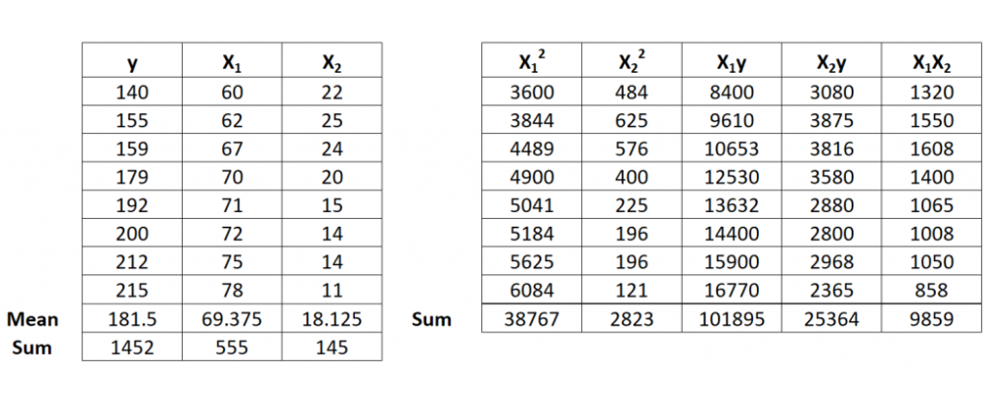 y X₁ X₂ X₁² X₂² X₁y X₂y X₁X₂
140 60 22 3600 484 8400 3080 1320
155 62 25 3844 625 9610 3875 1550
159 67 24 4489 576 10653 3816 1608
179 70 20 4900 400 12530 3580 1400
192 71 15 5041 225 13632 2880 1065
200 72 14 5184 196 14400 2800 1008
212 75 14 5625 196 15900 2968 1050
215 78 11 6084 121 16770 2365 858
Mean 181.5 69.375 18.125 Sum 38767 2823 101895 25364 9859
Sum 1452 555 145